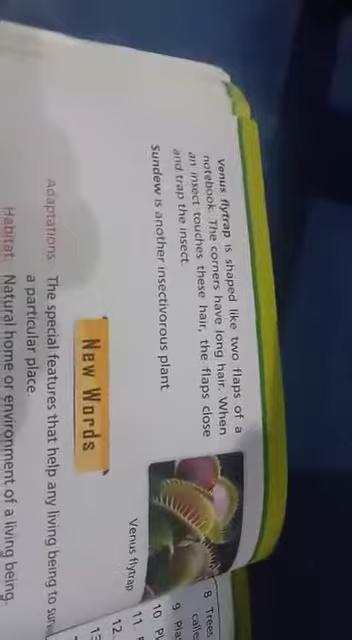 Venus flytrap is shaped like two flaps of a
notebook. The corners have long hair. When
an insect touches these hair, the flaps close
and trap the insect.
Sundew is another insectivorous plant
Venus flytrap
New Words
Adaptations The special features that help any living being to
a particular place.
Habitat Natural home or environment of a living being.
8 Trees
9
10
11
12.